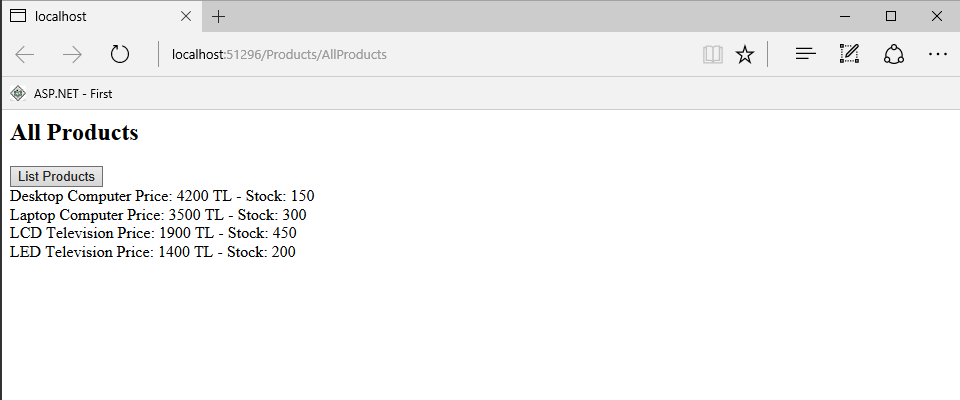 localhost
localhost:51296/Products/AllProducts
ASP.NET - First
All Products
List Products
Desktop Computer Price: 4200 TL - Stock: 150
Laptop Computer Price: 3500 TL - Stock: 300
LCD Television Price: 1900 TL - Stock: 450
LED Television Price: 1400 TL - Stock: 200